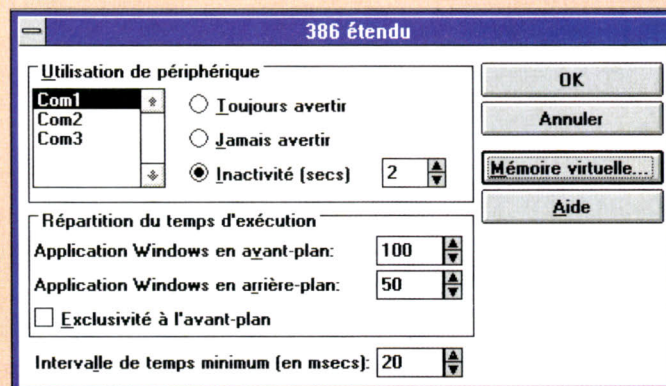 386 étendu
Utilisation de périphérique
Com1
Com2
Com3
Toujours avertir
Jamais avertir
Inactivité (secs) 2
OK
Annuler
Mémoire virtuelle...
Aide
Répartition du temps d'exécution
Application Windows en avant-plan: 100
Application Windows en arrière-plan: 50
Exclusivité à l'avant-plan
Intervalle de temps minimum (en msecs): 20